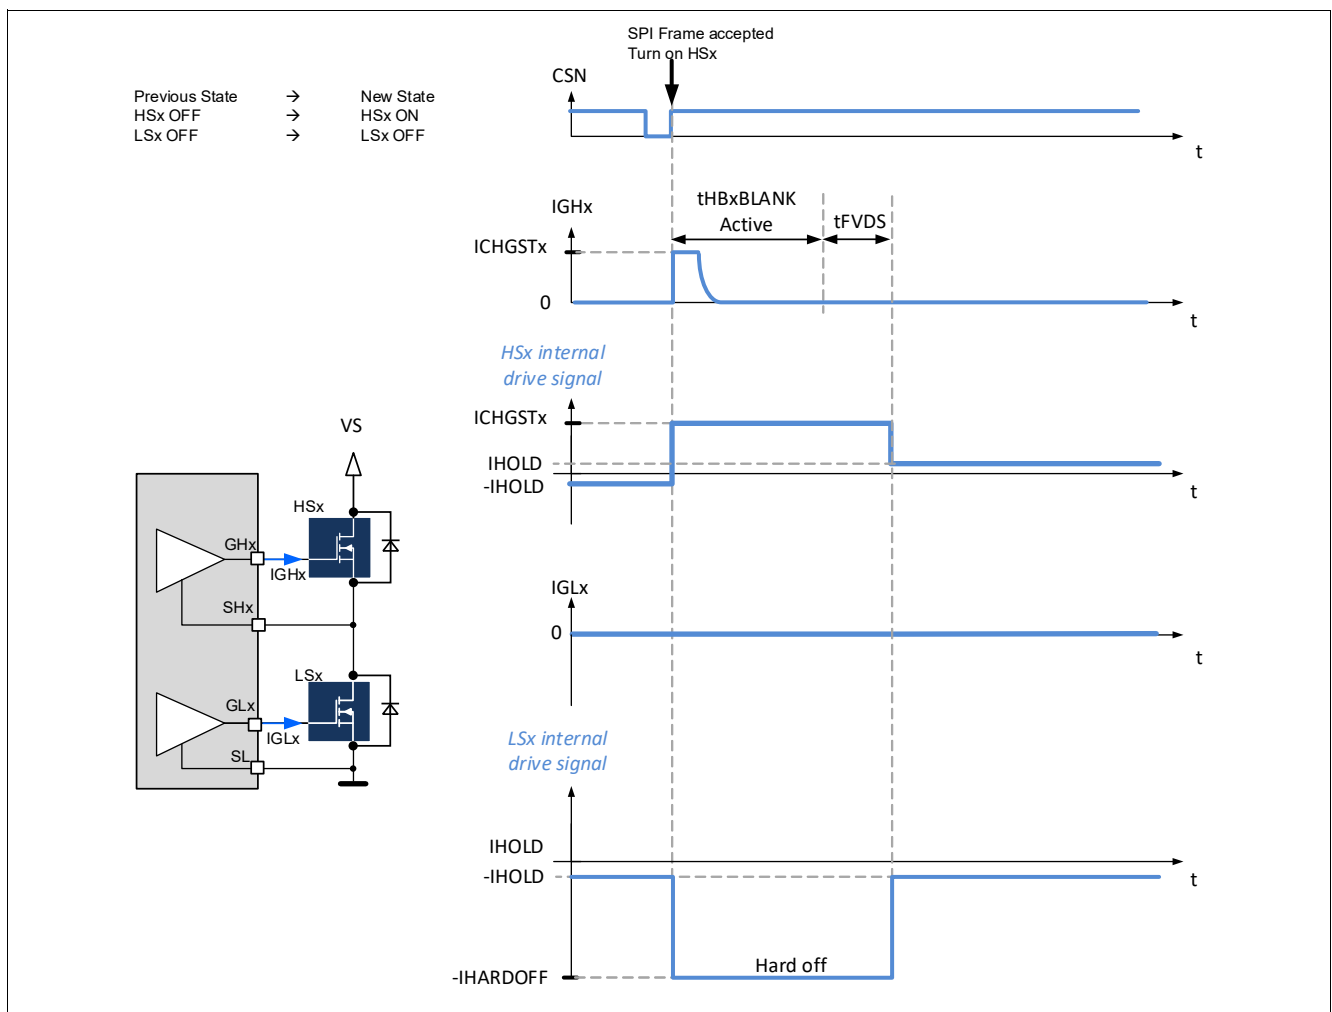 SPI Frame accepted
Turn on HSx
CSN
Previous State → New State
HSx OFF → HSx ON
LSx OFF → LSx OFF
t
tHBxBLANK
Active
tFVDS
IGHx
ICHGSTx
0
t
HSx internal
drive signal
ICHGSTx
IHOLD
-IHOLD
t
VS
HSx
GHx
IGHx
SHx
LSx
GLx
IGLx
SL
IGLx
0
t
LSx internal
drive signal
IHOLD
-IHOLD
t
Hard off
-IHARDOFF